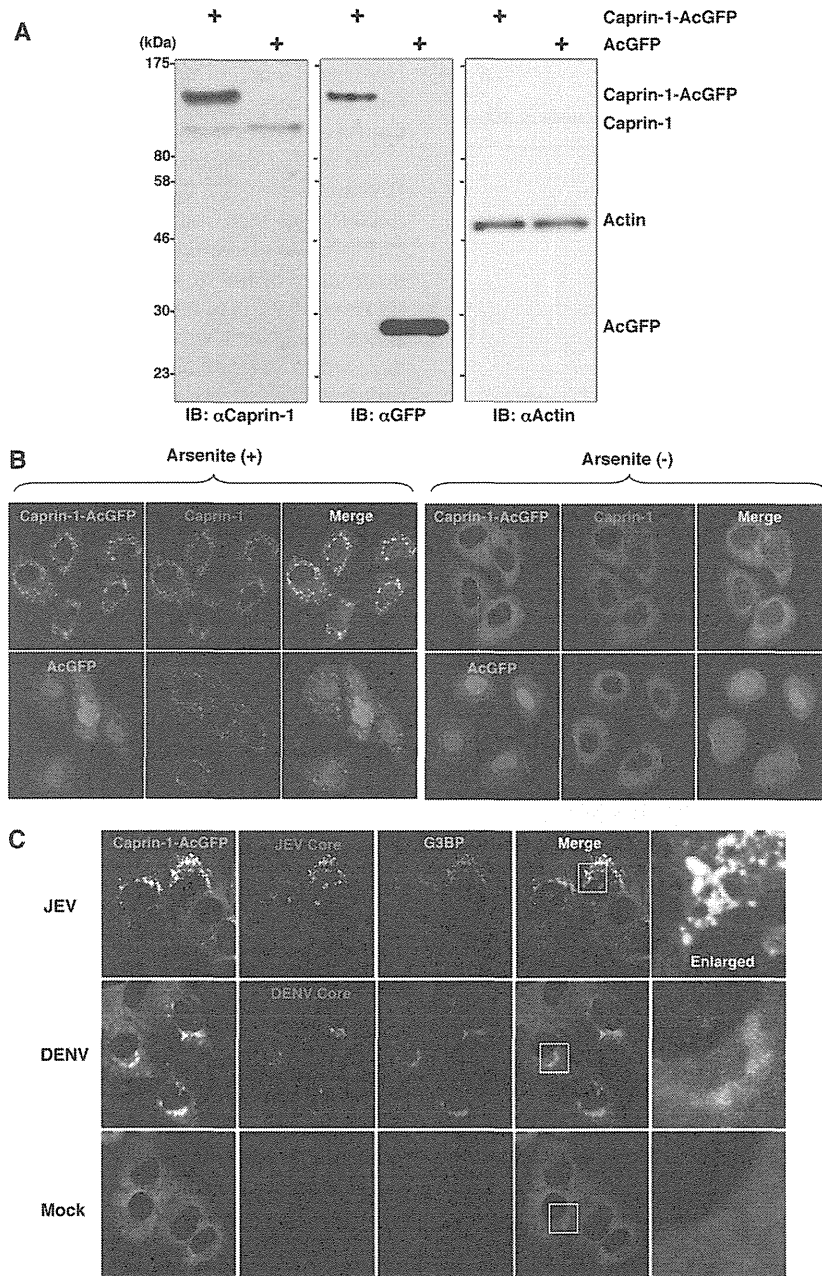 A
+ + Caprin-1-AcGFP
(kDa) + + + AcGFP
175-
Caprin-1-AcGFP
Caprin-1
80-
58-
Actin
46-
30-
AcGFP
23-
IB: αCaprin-1 IB: αGFP IB: αActin
+
B
Arsenite (+) Arsenite (-)
Caprin-1-AcGFP Caprin-1 Merge Caprin-1-AcGFP Caprin-1 Merge
AcGFP AcGFP
C
Caprin-1-AcGFP JEV Core G3BP Merge
JEV
Enlarged
DENV Core
DENV
Mock